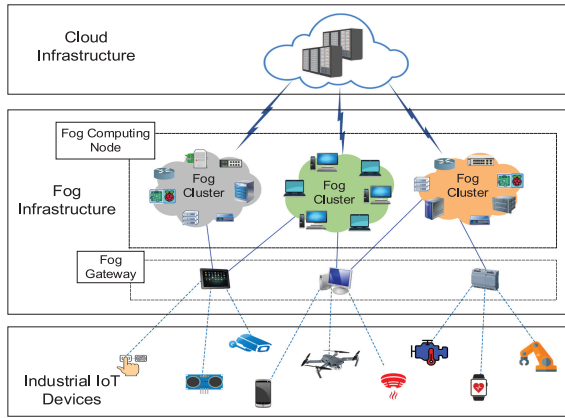 Cloud
Infrastructure
Fog Computing
Node
Fog
Cluster
Fog
Cluster
Fog
Cluster
Fog
Infrastructure
Fog
Gateway
Industrial IoT
Devices